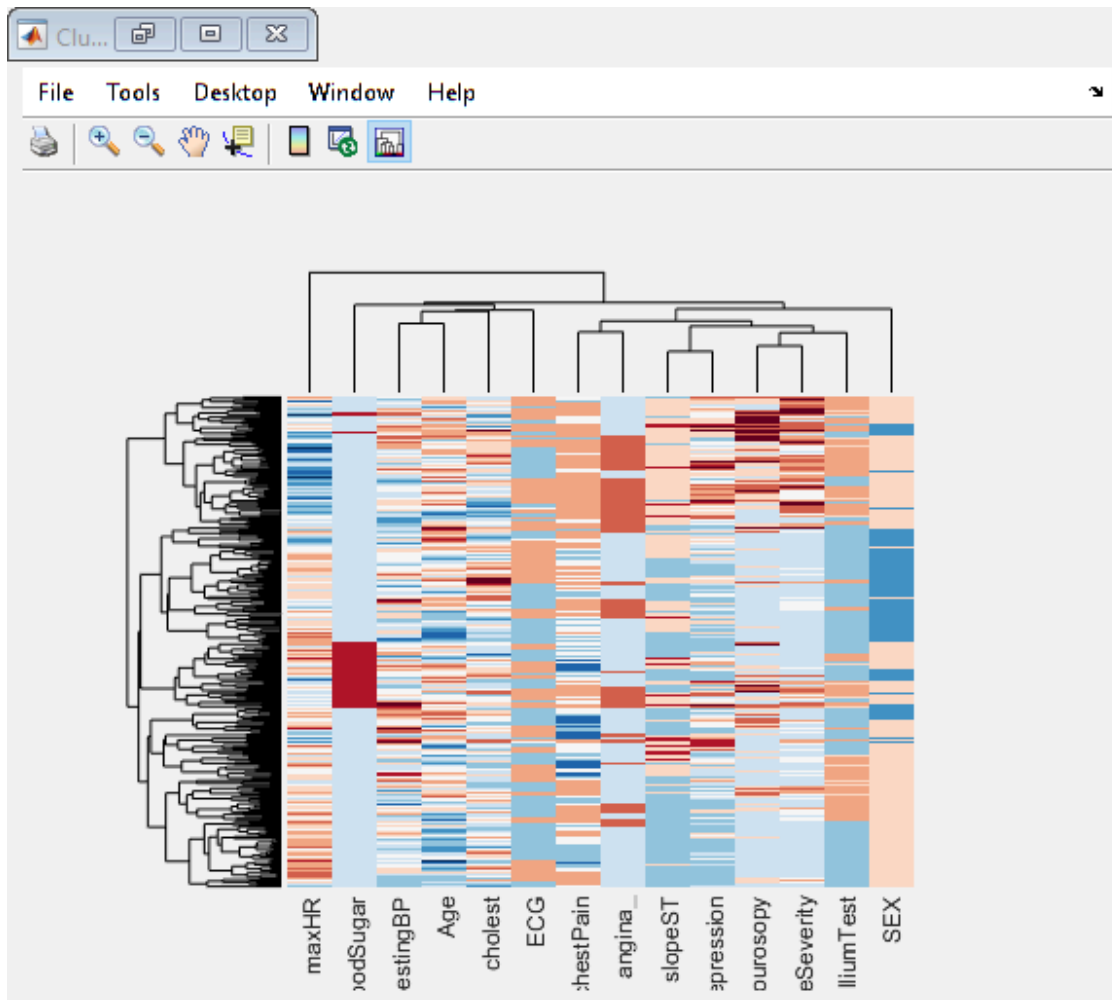 Clu...
File Tools Desktop Window Help
maxHR
oodSugar
estingBP
Age
cholest
ECG
hestPain
angina_
slopeST
epression
ourosopy
eSeverity
lliumTest
SEX